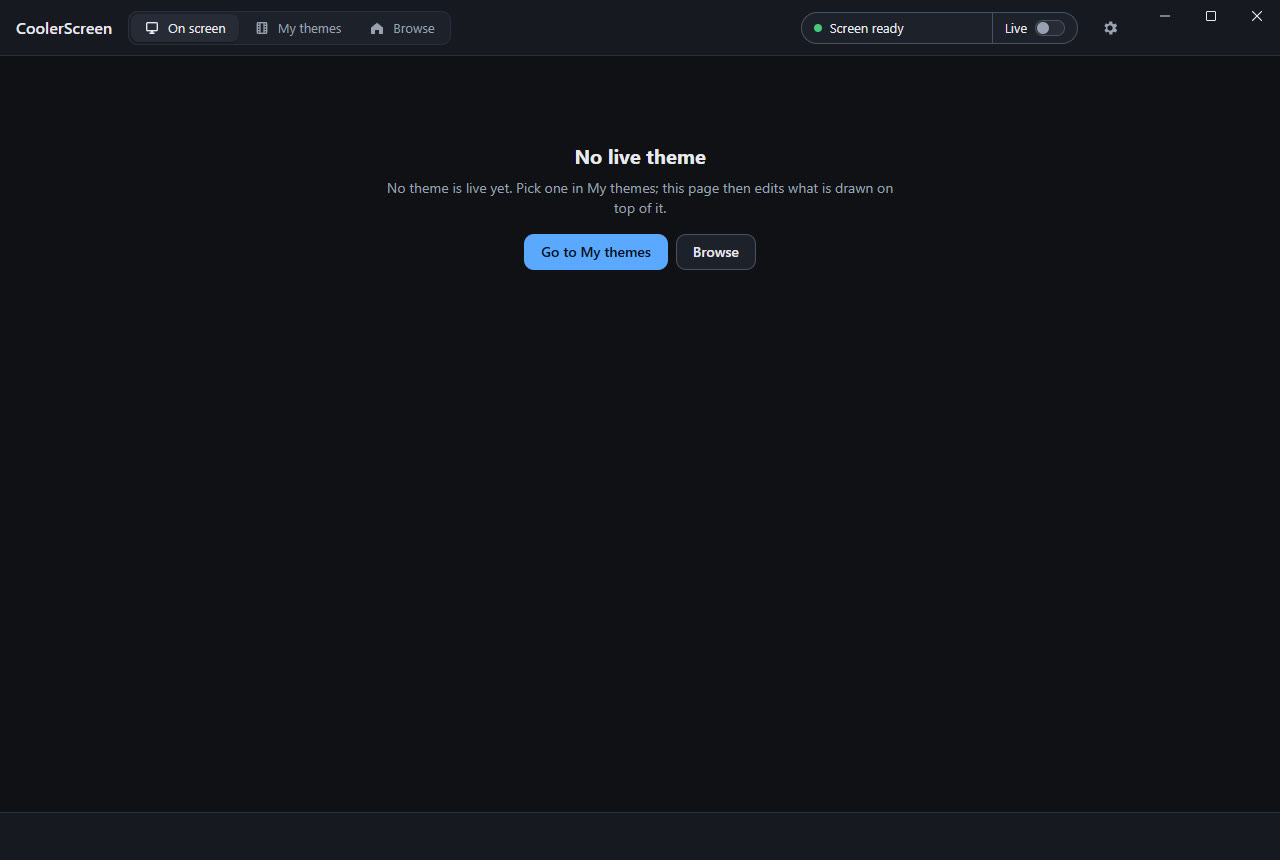 CoolerScreen
On screen
My themes
Browse
Screen ready
Live
No live theme
No theme is live yet. Pick one in My themes; this page then edits what is drawn on
top of it.
Go to My themes
Browse